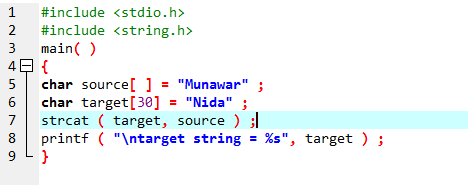 1 #include <stdio.h>
2 #include <string.h>
3 main( )
4 {
5 char source[ ] = "Munawar" ;
6 char target[30] = "Nida" ;
7 strcat ( target, source ) ;
8 printf ( "\ntarget string = %s", target ) ;
9 }